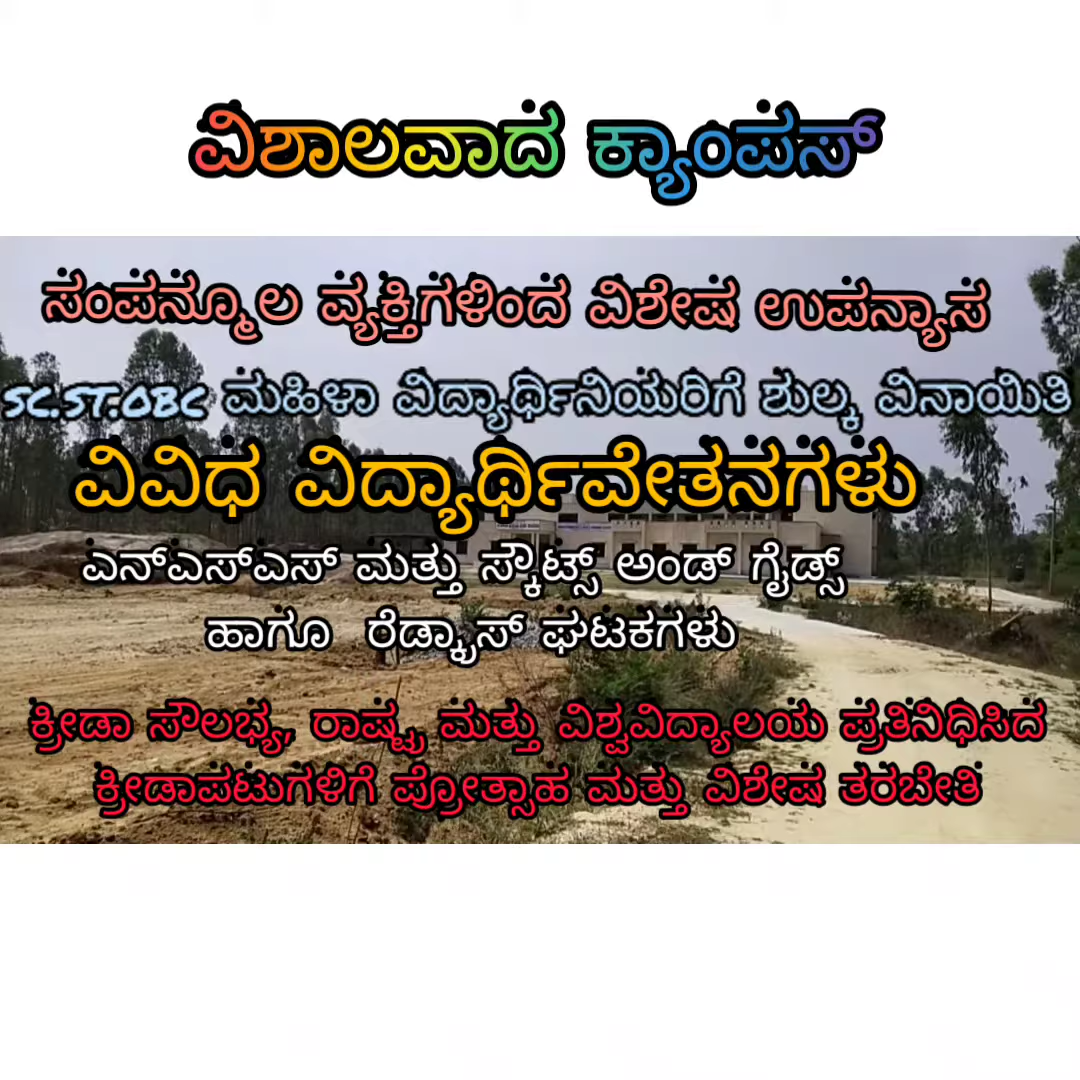 ವಿಶಾಲವಾದ ಕ್ಯಾಂಪಸ್
ಸಂಪನ್ಮೂಲ ವ್ಯಕ್ತಿಗಳಿಂದ ವಿಶೇಷ ಉಪನ್ಯಾಸ
SC.ST.OBC ಮಹಿಳಾ ವಿದ್ಯಾರ್ಥಿನಿಯರಿಗೆ ಶುಲ್ಕ ವಿನಾಯಿತಿ
ವಿವಿಧ ವಿದ್ಯಾರ್ಥಿವೇತನಗಳು
ಎನ್ಎಸ್ಎಸ್ ಮತ್ತು ಸ್ಕೌಟ್ಸ್ ಅಂಡ್ ಗೈಡ್ಸ್
ಹಾಗೂ ರೆಡ್ಕ್ರಾಸ್ ಘಟಕಗಳು
ಕ್ರೀಡಾ ಸೌಲಭ್ಯ, ರಾಷ್ಟ್ರ ಮತ್ತು ವಿಶ್ವವಿದ್ಯಾಲಯ ಪ್ರತಿನಿಧಿಸಿದ
ಕ್ರೀಡಾಪಟುಗಳಿಗೆ ಪ್ರೋತ್ಸಾಹ ಮತ್ತು ವಿಶೇಷ ತರಬೇತಿ